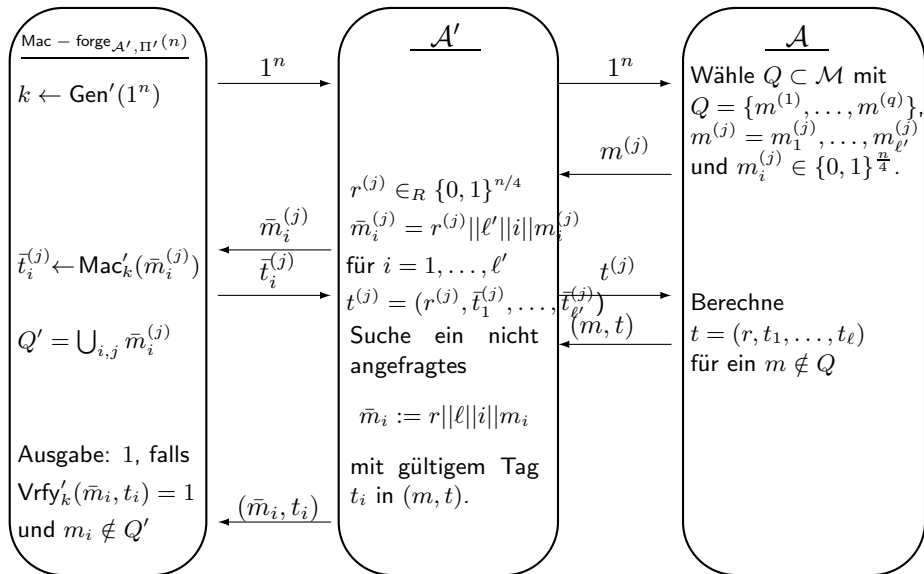 Mac − forge_{𝒜′,Π′}(n)
k ← Gen′(1^n)
t̄_i^{(j)} ← Mac′_k(m̄_i^{(j)})
Q′ = ⋃_{i,j} m̄_i^{(j)}
Ausgabe: 1, falls
Vrfy′_k(m̄_i, t_i) = 1
und m_i ∉ Q′
1^n
m̄_i^{(j)}
t̄_i^{(j)}
(m̄_i, t_i)
𝒜′
r^{(j)} ∈_R {0, 1}^{n/4}
m̄_i^{(j)} = r^{(j)}||ℓ′||i||m_i^{(j)}
für i = 1, . . . , ℓ′
t^{(j)} = (r^{(j)}, t̄_1^{(j)}, . . . , t̄_{ℓ′}^{(j)})
Suche ein nicht
angefragtes
m̄_i := r||ℓ||i||m_i
mit gültigem Tag
t_i in (m, t).
1^n
m^{(j)}
t^{(j)}
(m, t)
𝒜
Wähle Q ⊂ ℳ mit
Q = {m^{(1)}, . . . , m^{(q)}},
m^{(j)} = m_1^{(j)}, . . . , m_{ℓ′}^{(j)}
und m_i^{(j)} ∈ {0, 1}^{\frac{n}{4}}.
Berechne
t = (r, t_1, . . . , t_ℓ)
für ein m ∉ Q